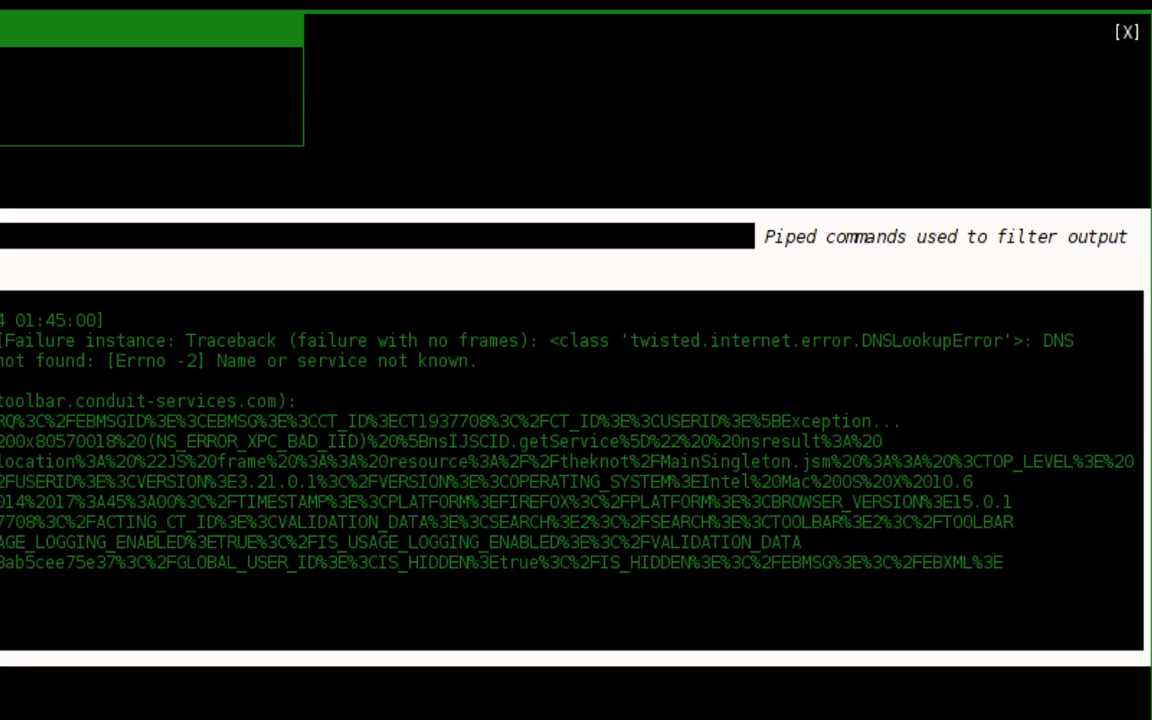 [X]
Piped commands used to filter output
4 01:45:00]
[Failure instance: Traceback (failure with no frames): <class 'twisted.internet.error.DNSLookupError'>: DNS
not found: [Errno -2] Name or service not known.
toolbar.conduit-services.com):
RQ%3C%2FEBMSGID%3E%3CEBMSG%3E%3CCT_ID%3ECT1937708%3C%2FCT_ID%3E%3CUSERID%3E%5BException...
200x80570018%20(NS_ERROR_XPC_BAD_IID)%20%5BnsIJSCID.getService%5D%22%20%20nsresult%3A%20
location%3A%20%22JS%20frame%20%3A%3A%20resource%3A%2F%2Ftheknot%2FMainSingleton.jsm%20%3A%3A%20%3CTOP_LEVEL%3E%20
2FUSERID%3E%3CVERSION%3E3.21.0.1%3C%2FVERSION%3E%3COPERATING_SYSTEM%3EIntel%20Mac%20OS%20X%2010.6
014%2017%3A45%3A00%3C%2FTIMESTAMP%3E%3CPLATFORM%3EFIREFOX%3C%2FPLATFORM%3E%3CBROWSER_VERSION%3E15.0.1
7708%3C%2FACTING_CT_ID%3E%3CVALIDATION_DATA%3E%3CSEARCH%3E2%3C%2FSEARCH%3E%3CTOOLBAR%3E2%3C%2FTOOLBAR
AGE_LOGGING_ENABLED%3ETRUE%3C%2FIS_USAGE_LOGGING_ENABLED%3E%3C%2FVALIDATION_DATA
3ab5cee75e37%3C%2FGLOBAL_USER_ID%3E%3CIS_HIDDEN%3Etrue%3C%2FIS_HIDDEN%3E%3C%2FEBMSG%3E%3C%2FEBXML%3E